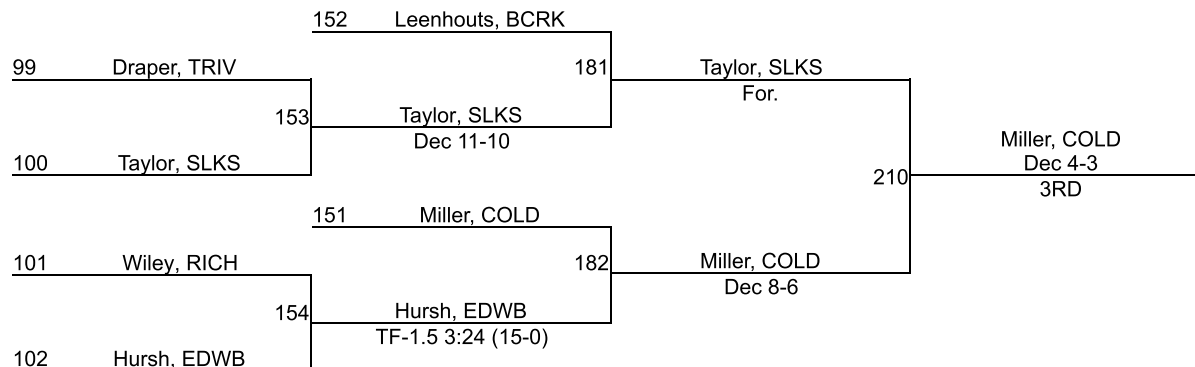 152 Leenhouts, BCRK
99 Draper, TRIV
181 Taylor, SLKS
For.
153 Taylor, SLKS
Dec 11-10
Miller, COLD
Dec 4-3
3RD
100 Taylor, SLKS
210
151 Miller, COLD
101 Wiley, RICH
182 Miller, COLD
Dec 8-6
154 Hursh, EDWB
TF-1.5 3:24 (15-0)
102 Hursh, EDWB